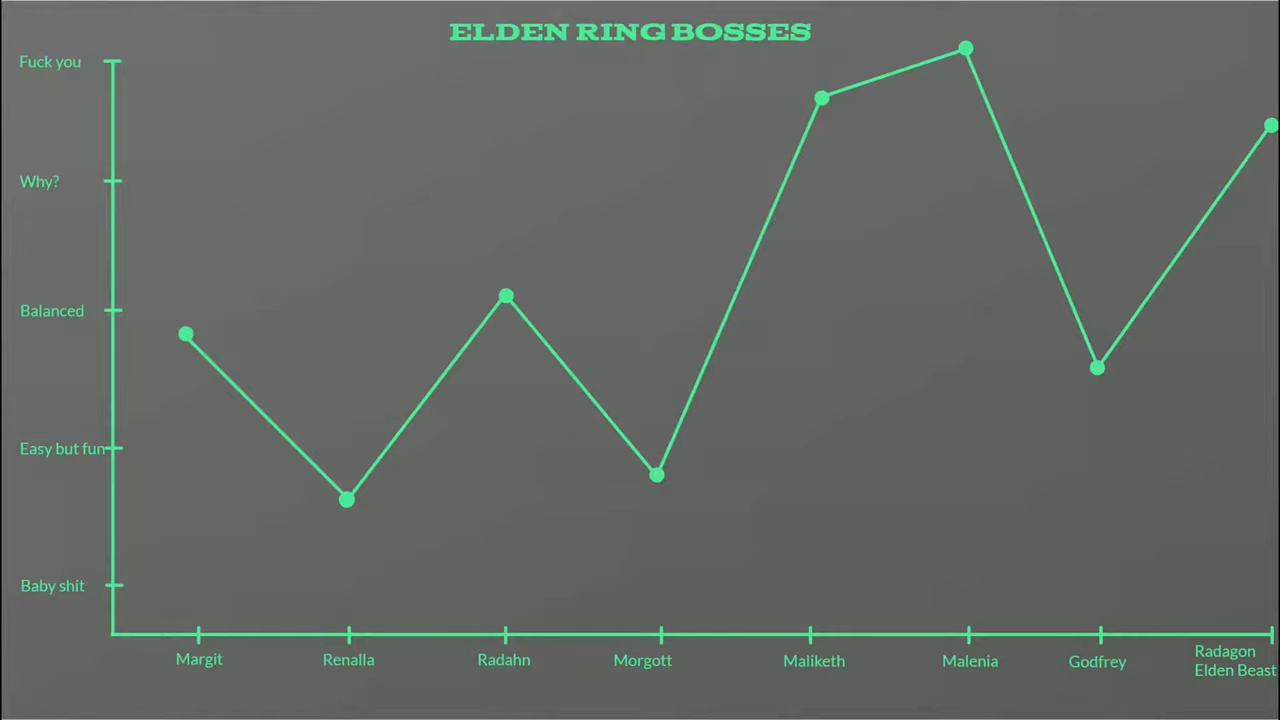 ELDEN RING BOSSES
Fuck you
Why?
Balanced
Easy but fun
Baby shit
Margit
Renalla
Radahn
Morgott
Maliketh
Malenia
Godfrey
Radagon
Elden Beast